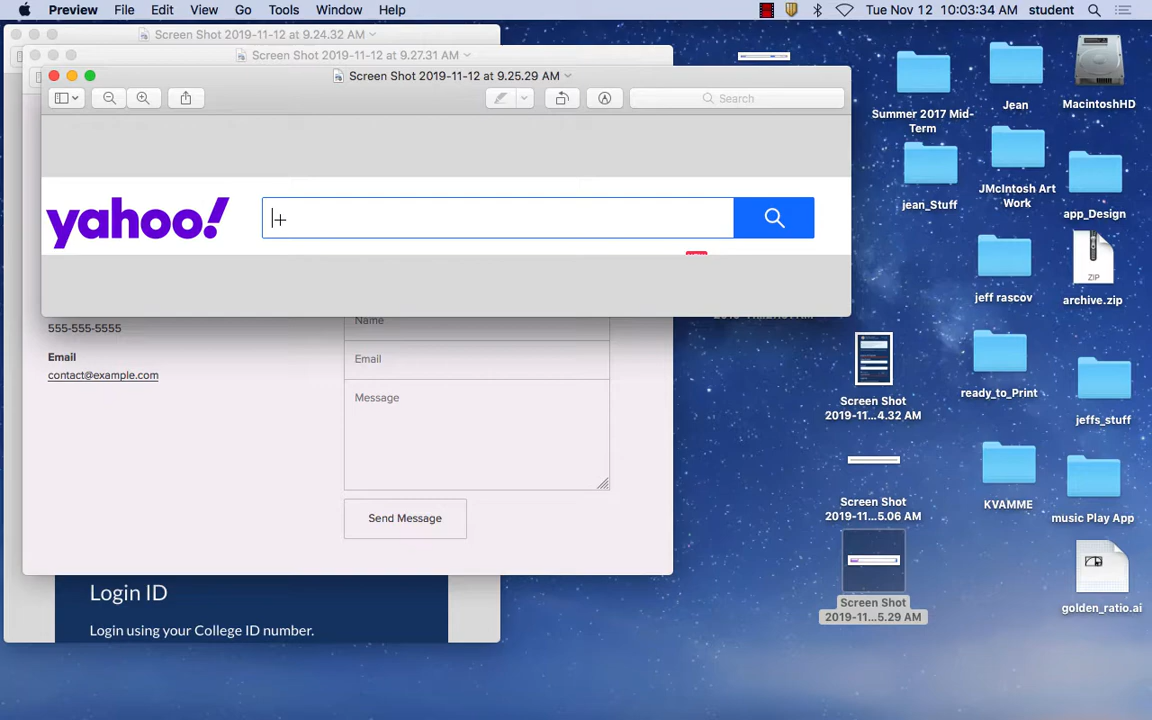 Preview File Edit View Go Tools Window Help
Tue Nov 12 10:03:34 AM student
Screen Shot 2019-11-12 at 9.24.32 AM
Screen Shot 2019-11-12 at 9.27.31 AM
Screen Shot 2019-11-12 at 9.25.29 AM
Search
yahoo!
555-555-5555
Email
contact@example.com
Name
Email
Message
Send Message
Login ID
Login using your College ID number.
Summer 2017 Mid-
Term
Jean
MacintoshHD
jean_Stuff
JMcIntosh Art
Work
app_Design
jeff rascov
ZIP
archive.zip
Screen Shot
2019-11...4.32 AM
ready_to_Print
jeffs_stuff
Screen Shot
2019-11...5.06 AM
KVAMME
music Play App
Screen Shot
2019-11...5.29 AM
golden_ratio.ai